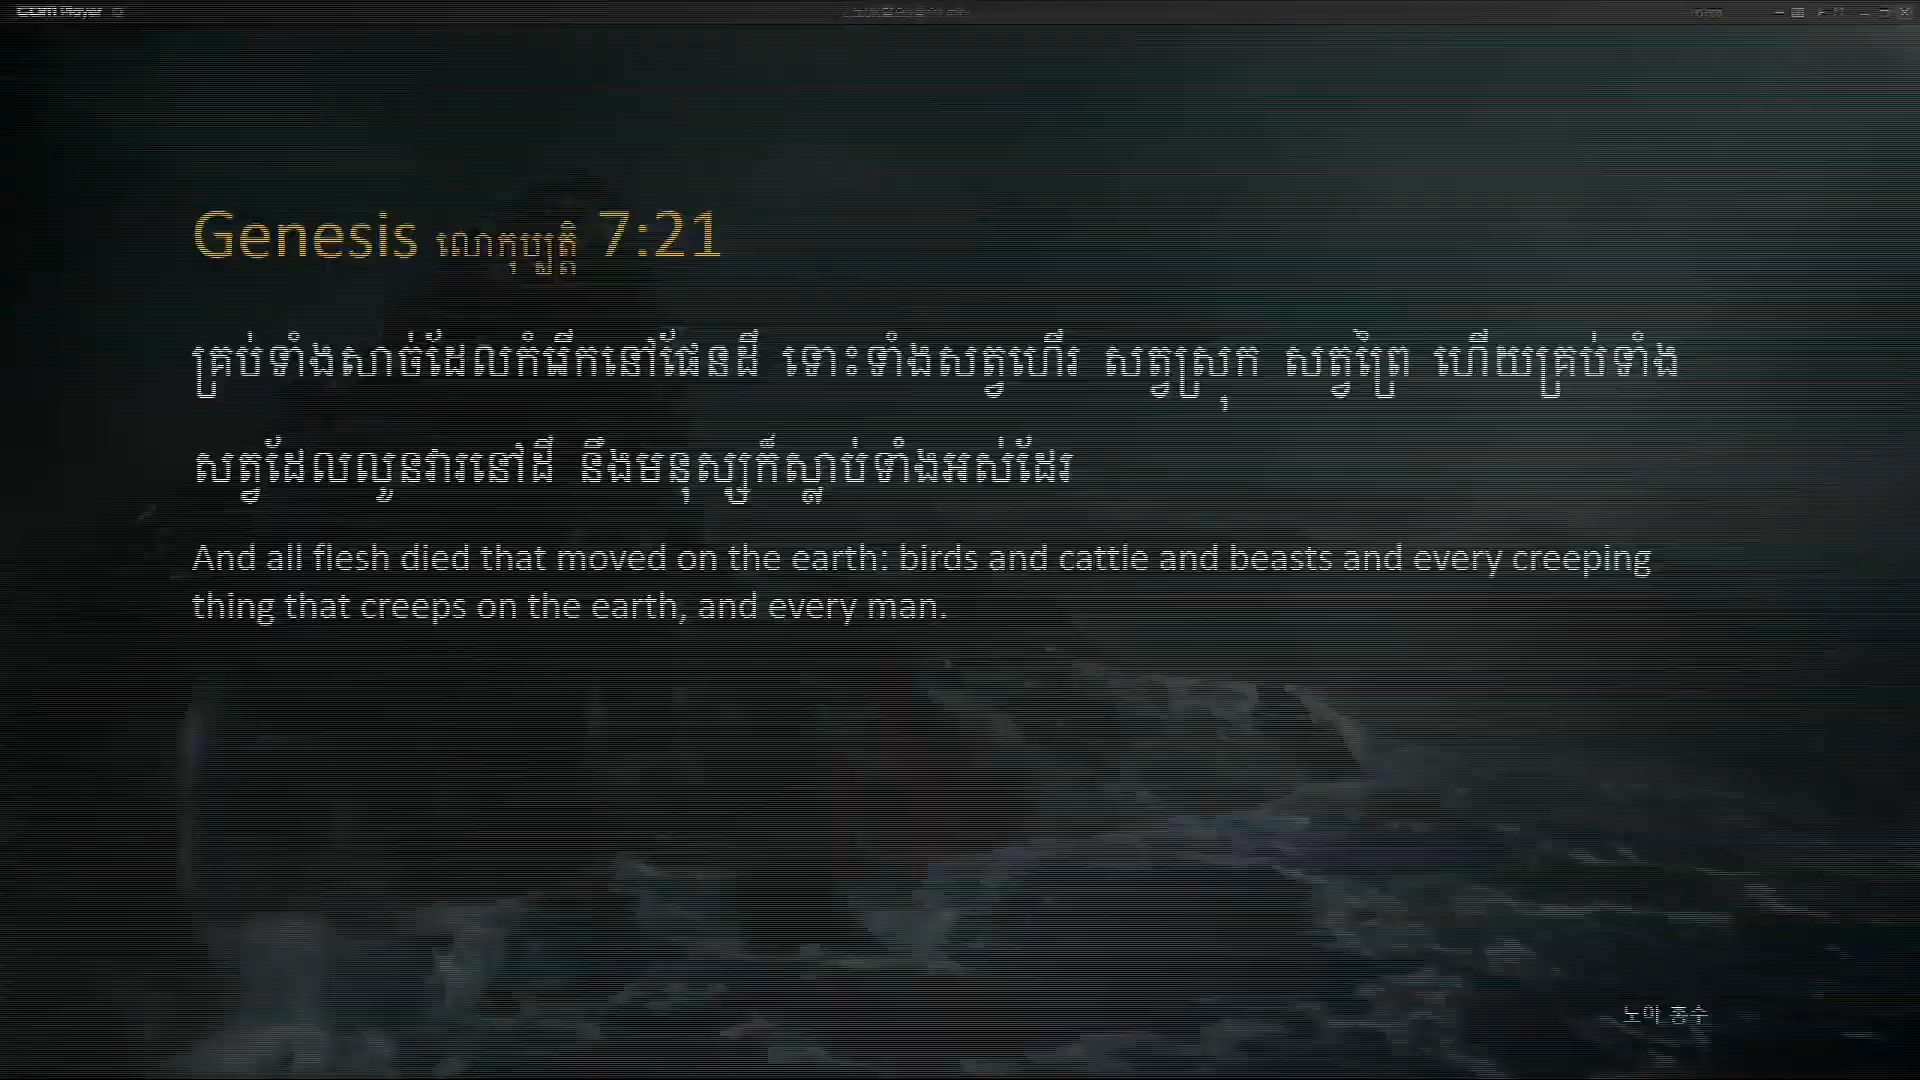 GOM Player
Genesis លោកុប្បត្តិ 7:21
គ្រប់ទាំងសាច់ដែលកំរើកនៅផែនដី ទោះទាំងសត្វហើរ សត្វស្រុក សត្វព្រៃ ហើយគ្រប់ទាំង
សត្វដែលលូនវារនៅដី នឹងមនុស្សក៏ស្លាប់ទាំងអស់ដែរ
And all flesh died that moved on the earth: birds and cattle and beasts and every creeping
thing that creeps on the earth, and every man.
노아 홍수